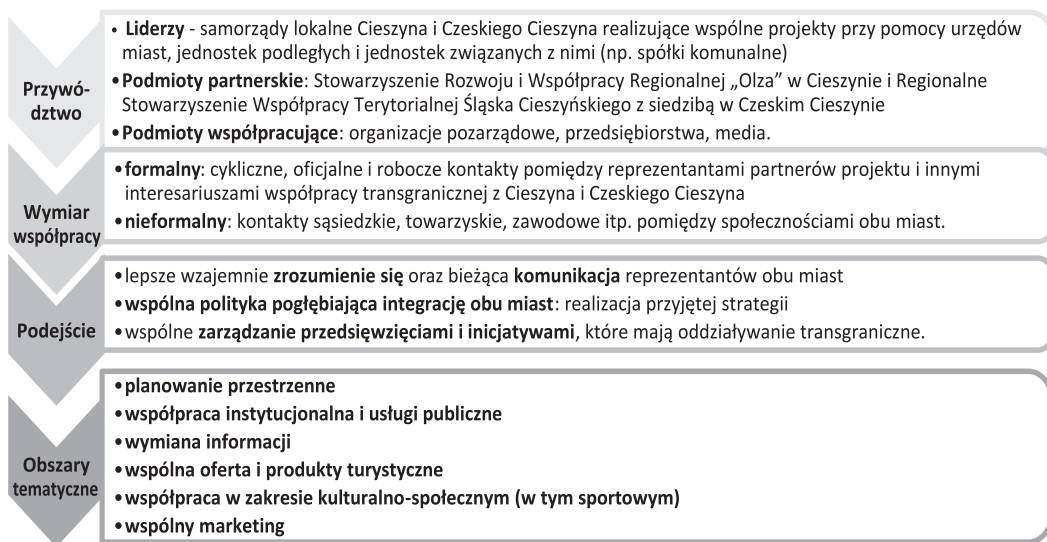 Przywó-
dztwo
• Liderzy - samorządy lokalne Cieszyna i Czeskiego Cieszyna realizujące wspólne projekty przy pomocy urzędów
miast, jednostek podległych i jednostek związanych z nimi (np. spółki komunalne)
• Podmioty partnerskie: Stowarzyszenie Rozwoju i Współpracy Regionalnej „Olza” w Cieszynie i Regionalne
Stowarzyszenie Współpracy Terytorialnej Śląska Cieszyńskiego z siedzibą w Czeskim Cieszynie
• Podmioty współpracujące: organizacje pozarządowe, przedsiębiorstwa, media.
Wymiar
współpracy
• formalny: cykliczne, oficjalne i robocze kontakty pomiędzy reprezentantami partnerów projektu i innymi
interesariuszami współpracy transgranicznej z Cieszyna i Czeskiego Cieszyna
• nieformalny: kontakty sąsiedzkie, towarzyskie, zawodowe itp. pomiędzy społecznościami obu miast.
Podejście
• lepsze wzajemnie zrozumienie się oraz bieżąca komunikacja reprezentantów obu miast
• wspólna polityka pogłębiająca integrację obu miast: realizacja przyjętej strategii
• wspólne zarządzanie przedsięwzięciami i inicjatywami, które mają oddziaływanie transgraniczne.
Obszary
tematyczne
• planowanie przestrzenne
• współpraca instytucjonalna i usługi publiczne
• wymiana informacji
• wspólna oferta i produkty turystyczne
• współpraca w zakresie kulturalno-społecznym (w tym sportowym)
• wspólny marketing